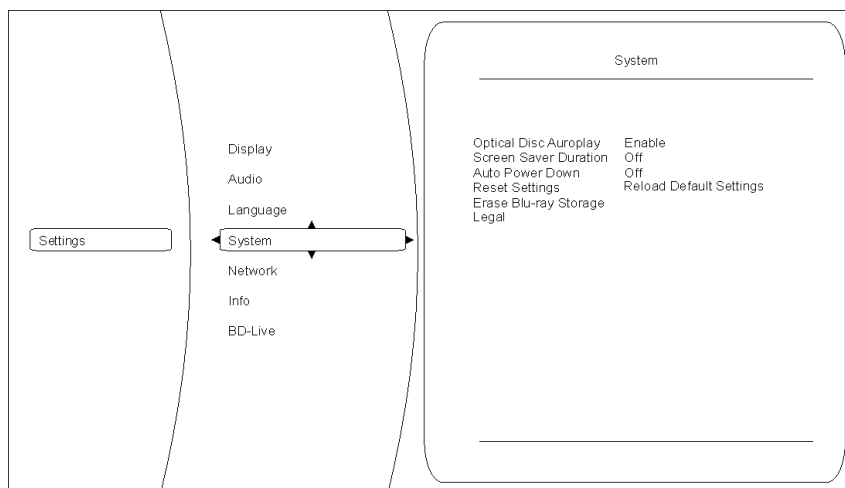 Settings
Display
Audio
Language
System
Network
Info
BD-Live
System
Optical Disc Auroplay Enable
Screen Saver Duration Off
Auto Power Down Off
Reset Settings Reload Default Settings
Erase Blu-ray Storage
Legal